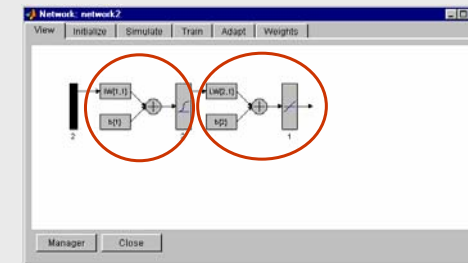 Network: network2
View Initialize Simulate Train Adapt Weights
IW{1,1} LW{2,1}
b{1} b{2}
2 2 1
Manager Close